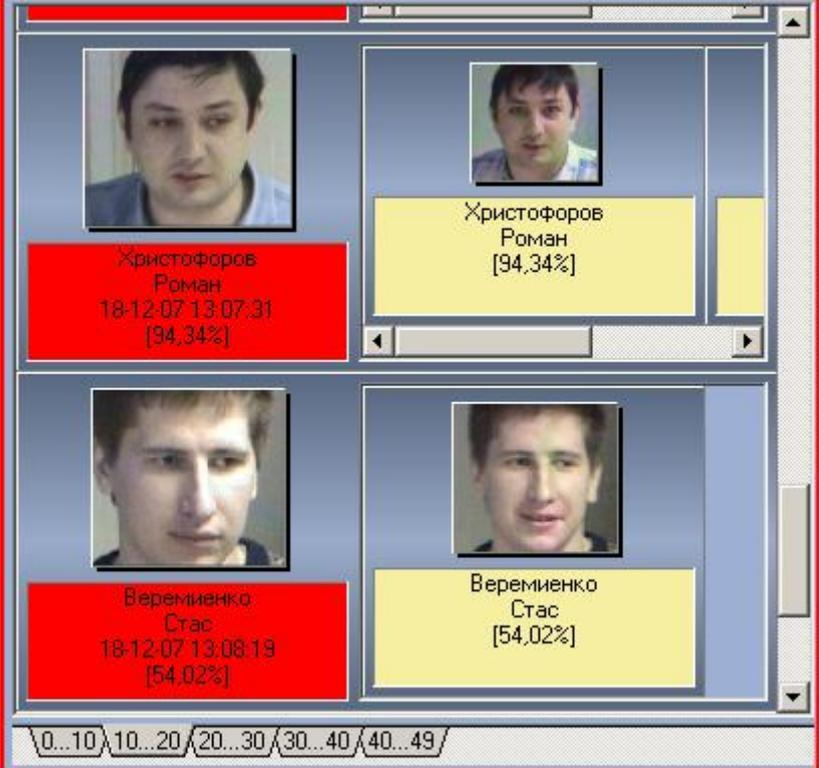 Христофоров
Роман
18-12-07 13:07:31
[94,34%]
Христофоров
Роман
[94,34%]
Веремиенко
Стас
18-12-07 13:08:19
[54,02%]
Веремиенко
Стас
[54,02%]
0...10 10...20 20...30 30...40 40...49